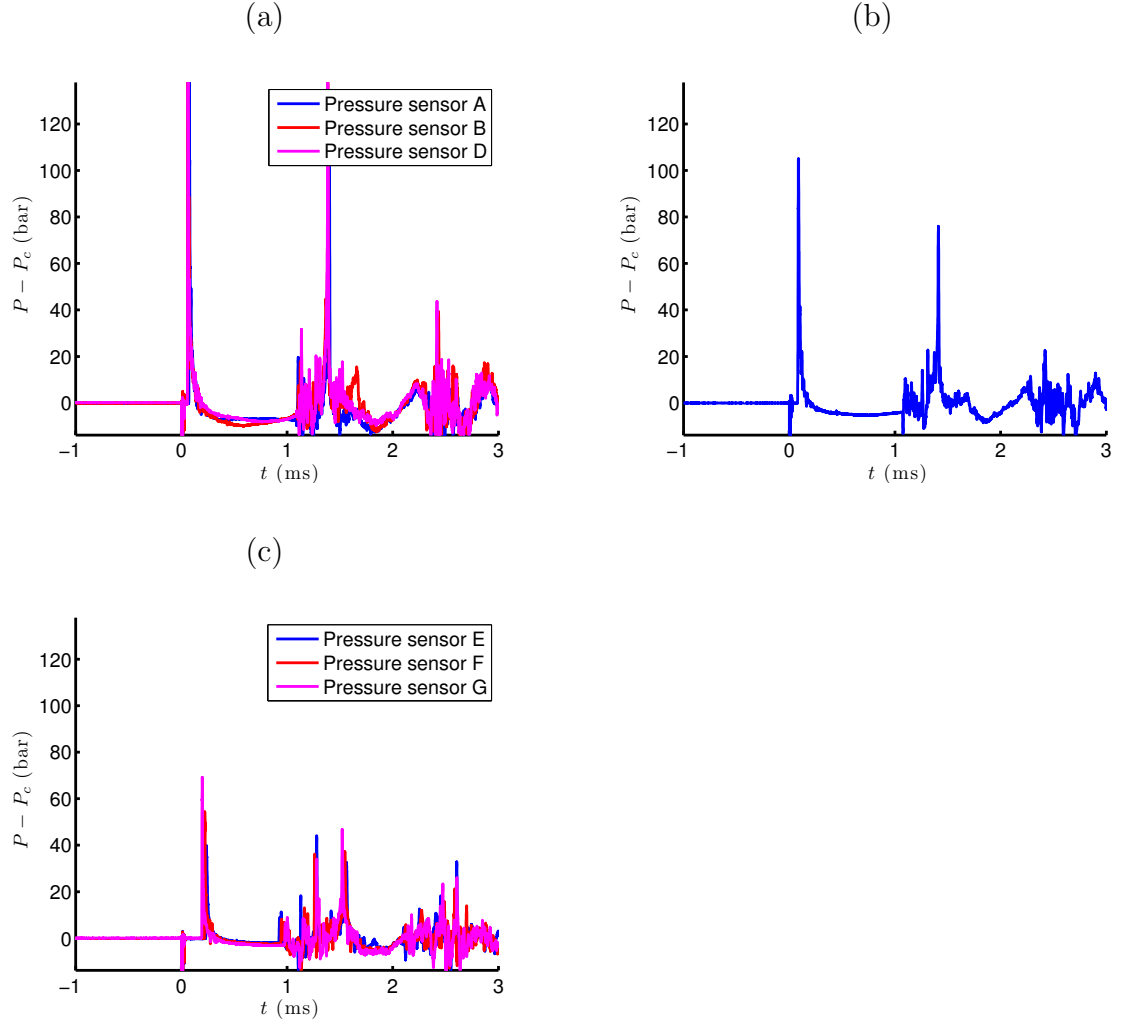 (a)
120
100
80
60
40
20
0
P − P_c (bar)
−1 0 1 2 3
t (ms)
Pressure sensor A
Pressure sensor B
Pressure sensor D
(b)
120
100
80
60
40
20
0
P − P_c (bar)
−1 0 1 2 3
t (ms)
(c)
120
100
80
60
40
20
0
P − P_c (bar)
−1 0 1 2 3
t (ms)
Pressure sensor E
Pressure sensor F
Pressure sensor G